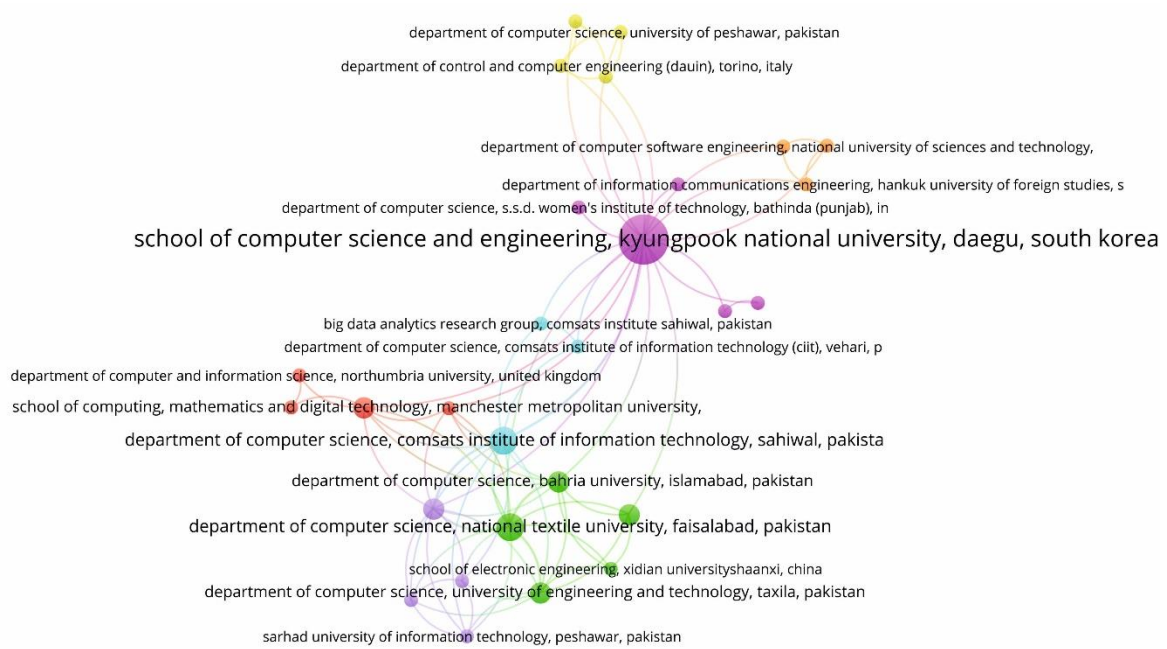 department of computer science, university of peshawar, pakistan
department of control and computer engineering (dauin), torino, italy
department of computer software engineering, national university of sciences and technology,
department of information communications engineering, hankuk university of foreign studies, s
department of computer science, s.s.d. women's institute of technology, bathinda (punjab), in
school of computer science and engineering, kyungpook national university, daegu, south korea
big data analytics research group, comsats institute sahiwal, pakistan
department of computer science, comsats institute of information technology (ciit), vehari, p
department of computer and information science, northumbria university, united kingdom
school of computing, mathematics and digital technology, manchester metropolitan university,
department of computer science, comsats institute of information technology, sahiwal, pakista
department of computer science, bahria university, islamabad, pakistan
department of computer science, national textile university, faisalabad, pakistan
school of electronic engineering, xidian universityshaanxi, china
department of computer science, university of engineering and technology, taxila, pakistan
sarhad university of information technology, peshawar, pakistan